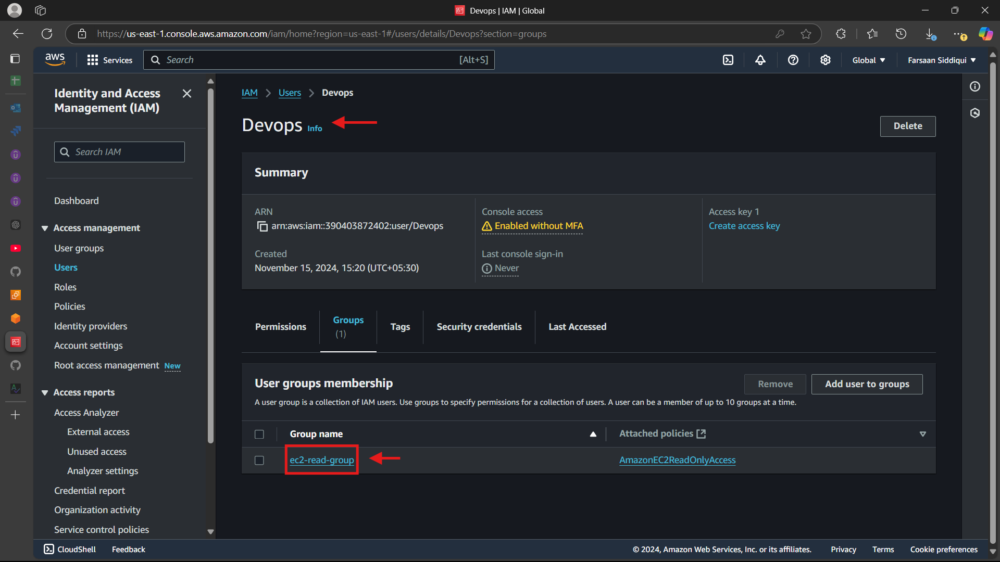 Devops | IAM | Global
https://us-east-1.console.aws.amazon.com/iam/home?region=us-east-1#/users/details/Devops?section=groups
aws
Services
Search
[Alt+S]
Global
Farsaan Siddiqui
Identity and Access
Management (IAM)
Search IAM
Dashboard
Access management
User groups
Users
Roles
Policies
Identity providers
Account settings
Root access management New
Access reports
Access Analyzer
External access
Unused access
Analyzer settings
Credential report
Organization activity
Service control policies
IAM
Users
Devops
Devops Info
Delete
Summary
ARN
arn:aws:iam::390403872402:user/Devops
Created
November 15, 2024, 15:20 (UTC+05:30)
Console access
Enabled without MFA
Last console sign-in
Never
Access key 1
Create access key
Permissions
Groups
(1)
Tags
Security credentials
Last Accessed
User groups membership
Remove
Add user to groups
A user group is a collection of IAM users. Use groups to specify permissions for a collection of users. A user can be a member of up to 10 groups at a time.
Group name
Attached policies
ec2-read-group
AmazonEC2ReadOnlyAccess
CloudShell
Feedback
© 2024, Amazon Web Services, Inc. or its affiliates.
Privacy
Terms
Cookie preferences